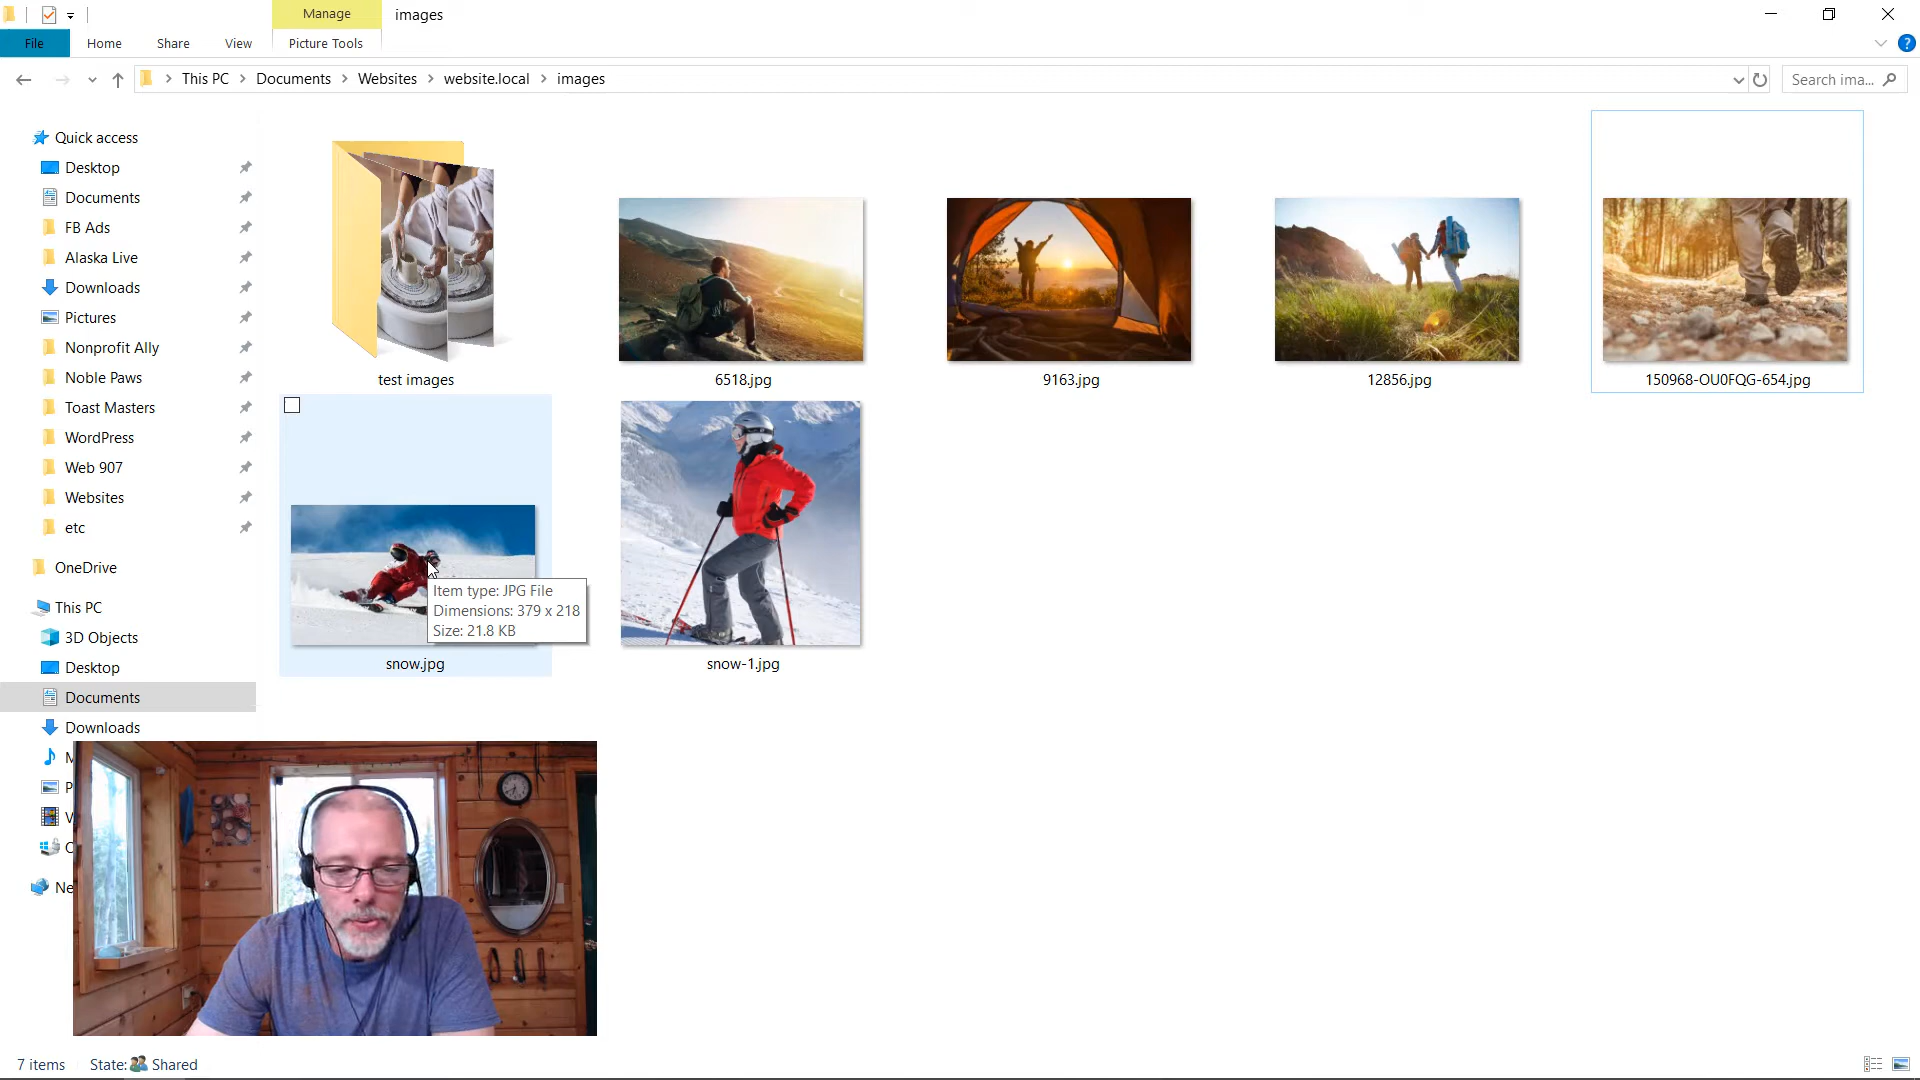 Manage
images
File
Home
Share
View
Picture Tools
This PC
Documents
Websites
website.local
images
Search ima...
Quick access
Desktop
Documents
FB Ads
Alaska Live
Downloads
Pictures
Nonprofit Ally
Noble Paws
Toast Masters
WordPress
Web 907
Websites
etc
OneDrive
This PC
3D Objects
Desktop
Documents
Downloads
P
V
Ne
test images
6518.jpg
9163.jpg
12856.jpg
150968-OU0FQG-654.jpg
Item type: JPG File
Dimensions: 379 x 218
Size: 21.8 KB
snow.jpg
snow-1.jpg
7 items
State: Shared